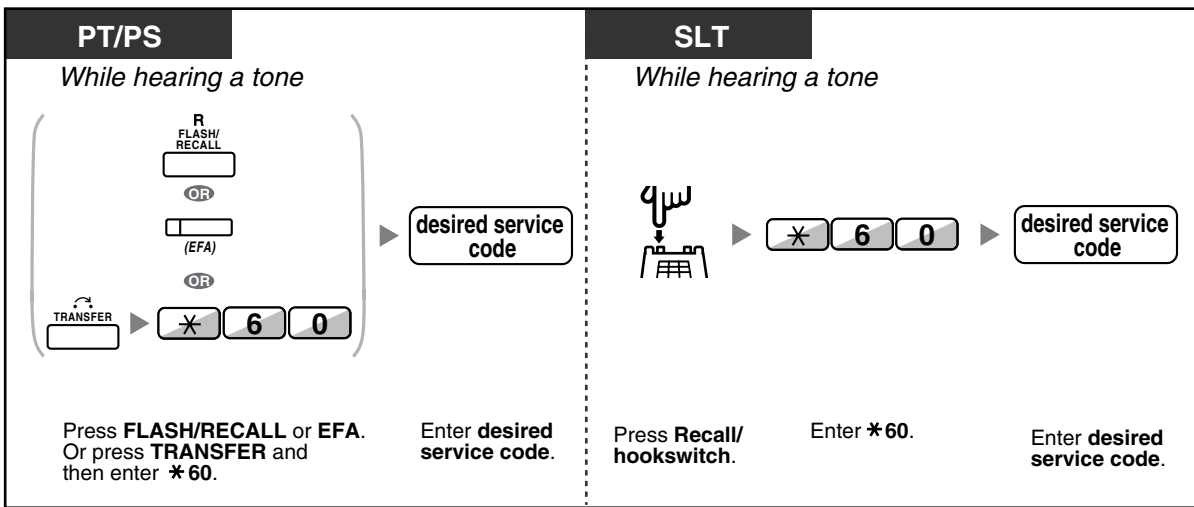 PT/PS
While hearing a tone
R
FLASH/
RECALL
OR
(EFA)
OR
TRANSFER
* 6 0
desired service
code
Press FLASH/RECALL or EFA.
Or press TRANSFER and
then enter *60.
Enter desired
service code.
SLT
While hearing a tone
* 6 0
desired service
code
Press Recall/
hookswitch.
Enter *60.
Enter desired
service code.